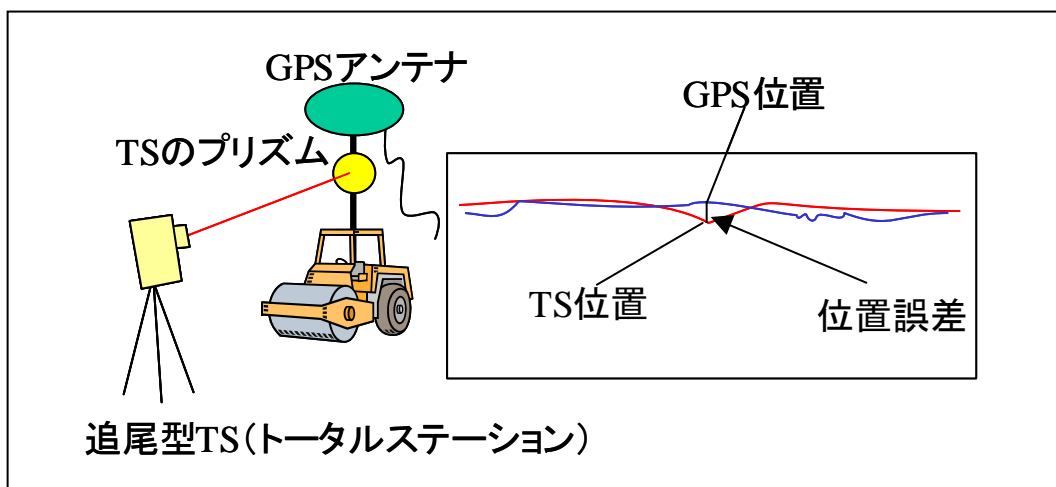 GPSアンテナ
TSのプリズム
追尾型TS(トータルステーション)
GPS位置
TS位置
位置誤差